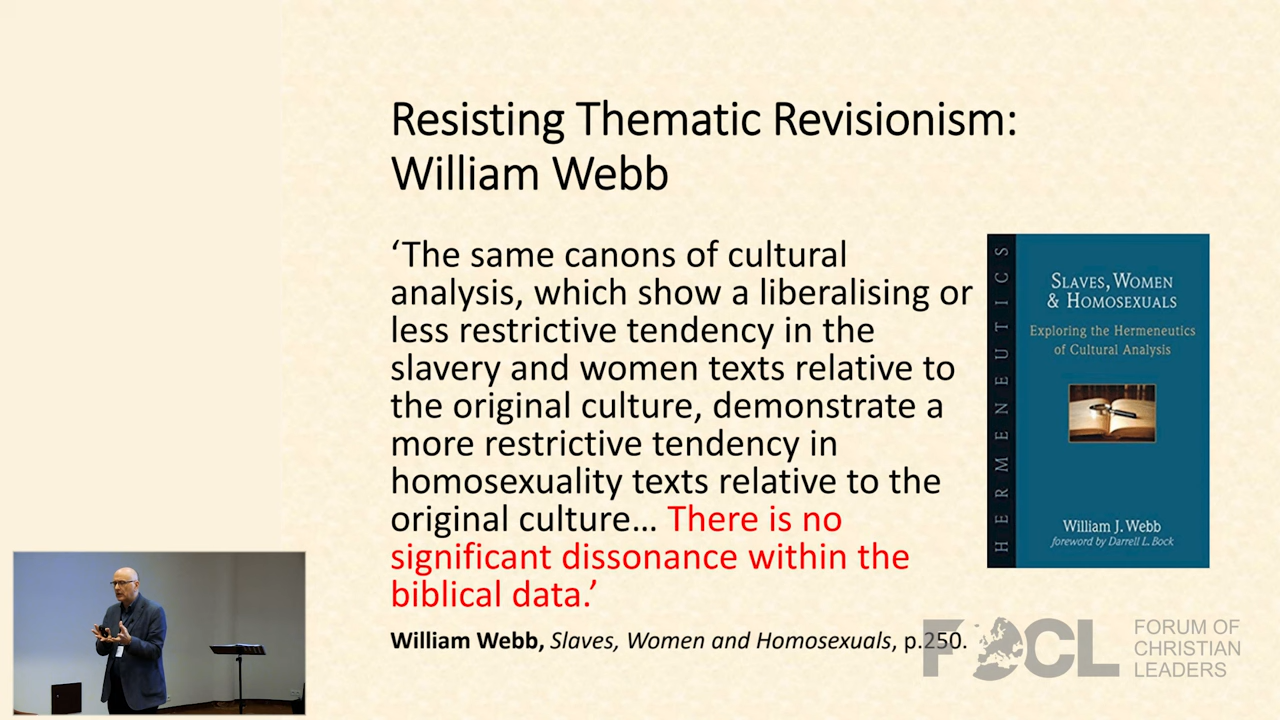 Resisting Thematic Revisionism:
William Webb
‘The same canons of cultural
analysis, which show a liberalising or
less restrictive tendency in the
slavery and women texts relative to
the original culture, demonstrate a
more restrictive tendency in
homosexuality texts relative to the
original culture… There is no
significant dissonance within the
biblical data.’
William Webb, Slaves, Women and Homosexuals, p.250.
HERMENEUTICS
SLAVES, WOMEN
& HOMOSEXUALS
Exploring the Hermeneutics
of Cultural Analysis
William J. Webb
foreword by Darrell L. Bock
FOCL
FORUM OF
CHRISTIAN
LEADERS